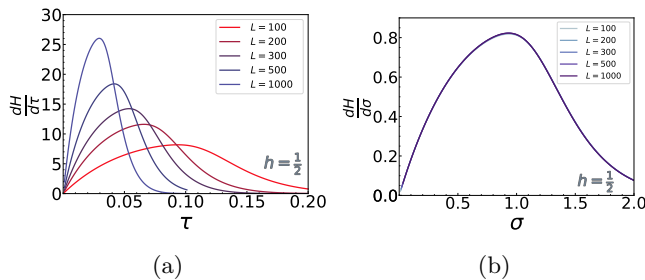 30
25
20
15
10
5
0
dH/dτ
L = 100
L = 200
L = 300
L = 500
L = 1000
h = 1/2
0.05 0.10 0.15 0.20
τ
(a)
0.8
0.6
0.4
0.2
0.0
dH/dσ
L = 100
L = 200
L = 300
L = 500
L = 1000
h = 1/2
0.5 1.0 1.5 2.0
σ
(b)